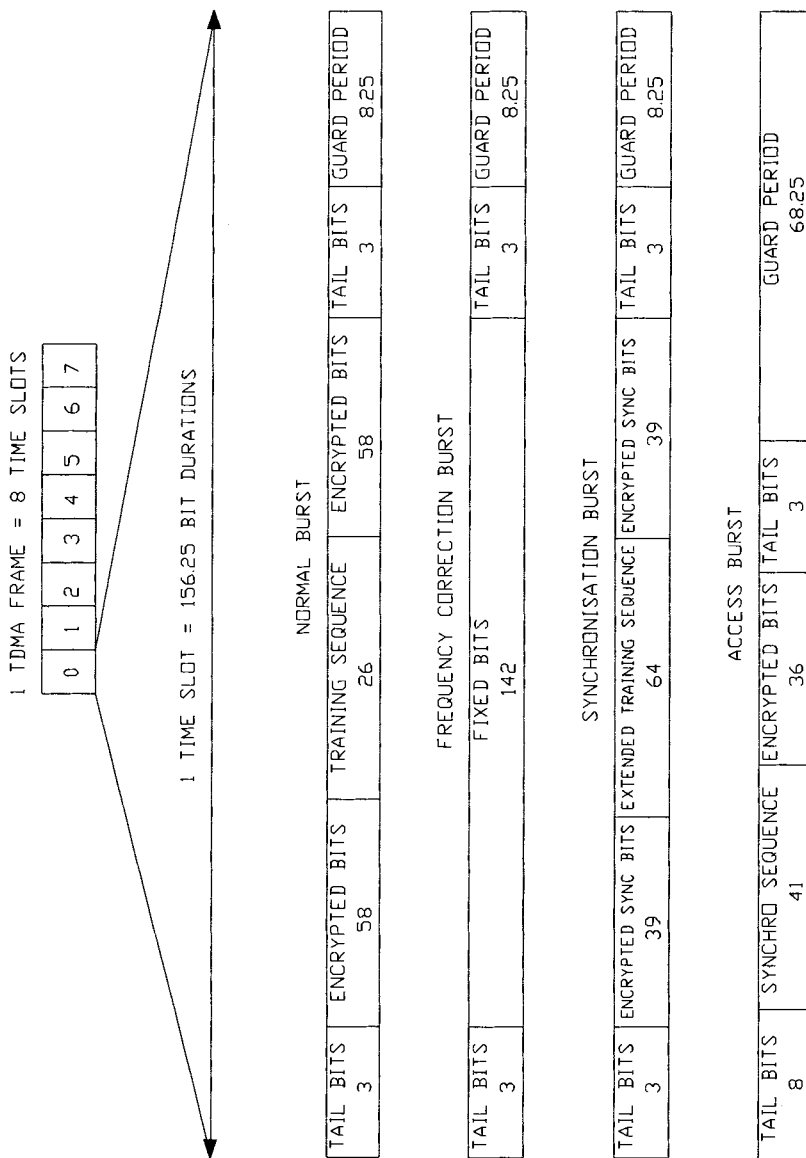 1 TDMA FRAME = 8 TIME SLOTS
0 1 2 3 4 5 6 7
1 TIME SLOT = 156.25 BIT DURATIONS
NORMAL BURST
TAIL BITS ENCRYPTED BITS TRAINING SEQUENCE ENCRYPTED BITS TAIL BITS GUARD PERIOD
3 58 26 58 3 8.25
FREQUENCY CORRECTION BURST
TAIL BITS FIXED BITS TAIL BITS GUARD PERIOD
3 142 3 8.25
SYNCHRONISATION BURST
TAIL BITS ENCRYPTED SYNC BITS EXTENDED TRAINING SEQUENCE ENCRYPTED SYNC BITS TAIL BITS GUARD PERIOD
3 39 64 39 3 8.25
ACCESS BURST
TAIL BITS SYNCHRO SEQUENCE ENCRYPTED BITS TAIL BITS GUARD PERIOD
8 41 36 3 68.25